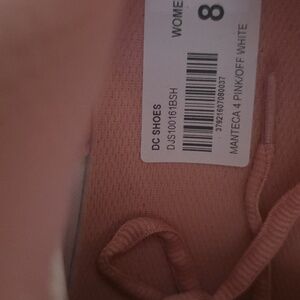 DC SHOES
DJS100161BSH
WOME
8
37921607080037
MANTECA 4 PINK/OFF WHITE